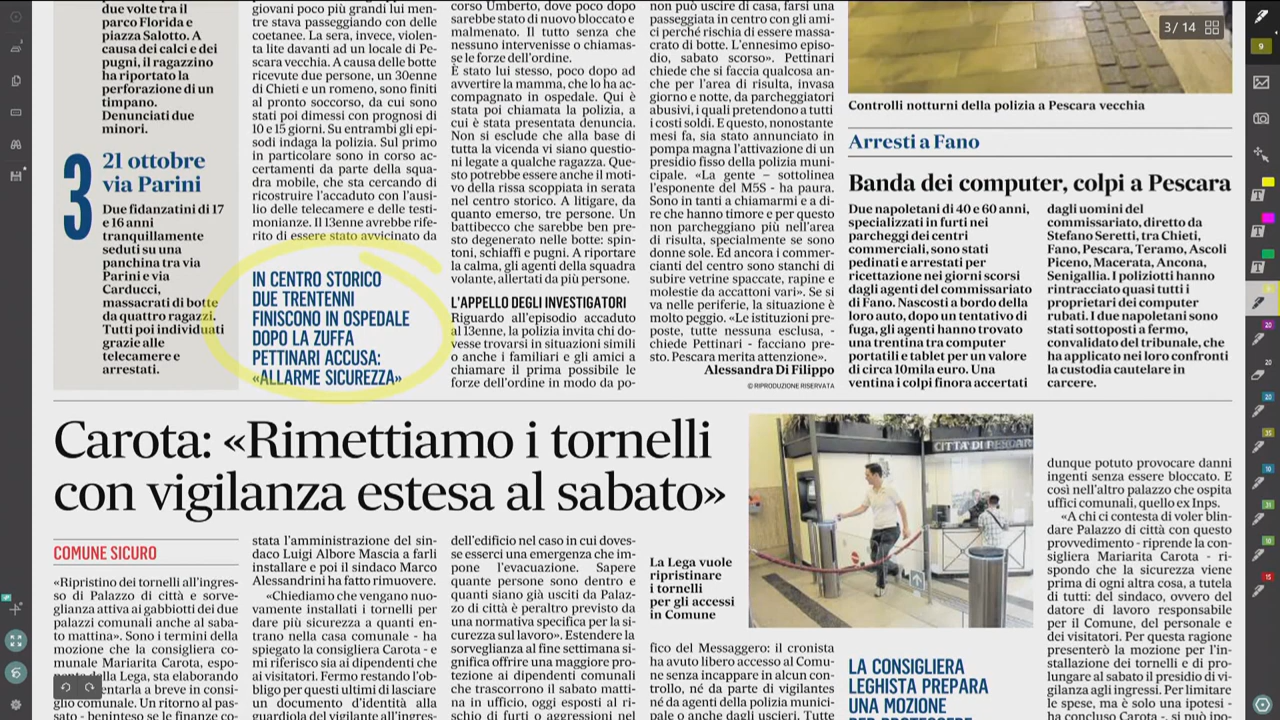 3 / 14
due volte tra il
parco Florida e
piazza Salotto. A
causa dei calci e dei
pugni, il ragazzino
ha riportato la
perforazione di un
timpano.
Denunciati due
minori.
3
21 ottobre
via Parini
Due fidanzatini di 17
e 16 anni
tranquillamente
seduti su una
panchina tra via
Parini e via
Carducci,
massacrati di botte
da quattro ragazzi.
Tutti poi individuati
grazie alle
telecamere e
arrestati.
giovani poco più grandi lui men-
tre stava passeggiando con delle
coetanee. La sera, invece, violen-
ta lite davanti ad un locale di Pe-
scara vecchia. A causa delle botte
ricevute due persone, un 30enne
di Chieti e un romeno, sono finiti
al pronto soccorso, da cui sono
stati poi dimessi con prognosi di
10 e 15 giorni. Su entrambi gli epi-
sodi indaga la polizia. Sul primo
in particolare sono in corso ac-
certamenti da parte della squa-
dra mobile, che sta cercando di
ricostruire l'accaduto con l'ausi-
lio delle telecamere e delle testi-
monianze. Il 13enne avrebbe rife-
rito di essere stato avvicinato da
IN CENTRO STORICO
DUE TRENTENNI
FINISCONO IN OSPEDALE
DOPO LA ZUFFA
PETTINARI ACCUSA:
«ALLARME SICUREZZA»
corso Umberto, dove poco dopo
sarebbe stato di nuovo bloccato e
malmenato. Il tutto senza che
nessuno intervenisse o chiamas-
se le forze dell'ordine.
È stato lui stesso, poco dopo ad
avvertire la mamma, che lo ha ac-
compagnato in ospedale. Qui è
stata poi chiamata la polizia, a
cui è stata presentata denuncia.
Non si esclude che alla base di
tutta la vicenda vi siano questio-
ni legate a qualche ragazza. Que-
sto potrebbe essere anche il moti-
vo della rissa scoppiata in serata
nel centro storico. A litigare, da
quanto emerso, tre persone. Un
battibecco che sarebbe ben pre-
sto degenerato nelle botte: spin-
toni, schiaffi e pugni. A riportare
la calma, gli agenti della squadra
volante, allertati da più persone.
L'APPELLO DEGLI INVESTIGATORI
Riguardo all'episodio accaduto
al 13enne, la polizia invita chi do-
vesse trovarsi in situazioni simili
o anche i familiari e gli amici a
chiamare il prima possibile le
forze dell'ordine in modo da po-
non può uscire di casa, farsi una
passeggiata in centro con gli ami-
ci perché rischia di essere massa-
crato di botte. L'ennesimo episo-
dio, sabato scorso». Pettinari
chiede che si faccia qualcosa an-
che per l'area di risulta, invasa
giorno e notte, da parcheggiatori
abusivi, i quali pretendono a tutti
i costi soldi. E questo, nonostante
mesi fa, sia stato annunciato in
pompa magna l'attivazione di un
presidio fisso della polizia muni-
cipale. «La gente – sottolinea
l'esponente del M5S - ha paura.
Sono in tanti a chiamarmi e a di-
re che hanno timore e per questo
non parcheggiano più nell'area
di risulta, specialmente se sono
donne sole. Ed ancora i commer-
cianti del centro sono stanchi di
subire vetrine spaccate, rapine e
molestie da accattoni vari». Se si
va nelle periferie, la situazione è
molto peggio. «Le istituzioni pre-
poste, tutte nessuna esclusa, -
chiede Pettinari - facciano pre-
sto. Pescara merita attenzione».
Alessandra Di Filippo
© RIPRODUZIONE RISERVATA
Controlli notturni della polizia a Pescara vecchia
Arresti a Fano
Banda dei computer, colpi a Pescara
Due napoletani di 40 e 60 anni,
specializzati in furti nei
parcheggi dei centri
commerciali, sono stati
pedinati e arrestati per
ricettazione nei giorni scorsi
dagli agenti del commissariato
di Fano. Nascosti a bordo della
loro auto, dopo un tentativo di
fuga, gli agenti hanno trovato
una trentina tra computer
portatili e tablet per un valore
di circa 10mila euro. Una
ventina i colpi finora accertati
dagli uomini del
commissariato, diretto da
Stefano Seretti, tra Chieti,
Fano, Pescara, Teramo, Ascoli
Piceno, Macerata, Ancona,
Senigallia. I poliziotti hanno
rintracciato quasi tutti i
proprietari dei computer
rubati. I due napoletani sono
stati sottoposti a fermo,
convalidato del tribunale, che
ha applicato nei loro confronti
la custodia cautelare in
carcere.
Carota: «Rimettiamo i tornelli
con vigilanza estesa al sabato»
COMUNE SICURO
«Ripristino dei tornelli all'ingres-
so di Palazzo di città e sorve-
glianza attiva ai gabbiotti dei due
palazzi comunali anche al saba-
to mattina». Sono i termini della
mozione che la consigliera co-
munale Mariarita Carota, espo-
della Lega, sta elaborando
entarla a breve in consi-
glio comunale. Un ritorno al pas-
sato - beninteso se le finanze co-
stata l'amministrazione del sin-
daco Luigi Albore Mascia a farli
installare e poi il sindaco Marco
Alessandrini ha fatto rimuovere.
«Chiediamo che vengano nuo-
vamente installati i tornelli per
dare più sicurezza a quanti en-
trano nella casa comunale - ha
spiegato la consigliera Carota - e
mi riferisco sia ai dipendenti che
ai visitatori. Fermo restando l'ob-
bligo per questi ultimi di lasciare
un documento d'identità alla
guardiola del vigilante all'ingres-
dell'edificio nel caso in cui doves-
se esserci una emergenza che im-
pone l'evacuazione. Sapere
quante persone sono dentro e
quanti siano già usciti da Palaz-
zo di città è peraltro previsto da
una normativa specifica per la si-
curezza sul lavoro». Estendere la
sorveglianza al fine settimana si-
gnifica offrire una maggiore pro-
tezione ai dipendenti comunali
che trascorrono il sabato matti-
na in ufficio, oggi esposti al ri-
schio di furti o aggressioni nel
La Lega vuole
ripristinare
i tornelli
per gli accessi
in Comune
CITTÀ DI PESCAR
fico del Messaggero: il cronista
ha avuto libero accesso al Comu-
ne senza incappare in alcun con-
trollo, né da parte di vigilantes
né da agenti della polizia munici-
pale o anche dagli uscieri. Tutte
LA CONSIGLIERA
LEGHISTA PREPARA
UNA MOZIONE
dunque potuto provocare danni
ingenti senza essere bloccato. E
così nell'altro palazzo che ospita
uffici comunali, quello ex Inps.
«A chi ci contesta di voler blin-
dare Palazzo di città con questo
provvedimento - riprende la con-
sigliera Mariarita Carota - ri-
spondo che la sicurezza viene
prima di ogni altra cosa, a tutela
di tutti: del sindaco, ovvero del
datore di lavoro responsabile
per il Comune, del personale e
dei visitatori. Per questa ragione
presenterò la mozione per l'in-
stallazione dei tornelli e di pro-
lungare al sabato il presidio di vi-
gilanza agli ingressi. Per limitare
le spese, ma è solo una ipotesi -